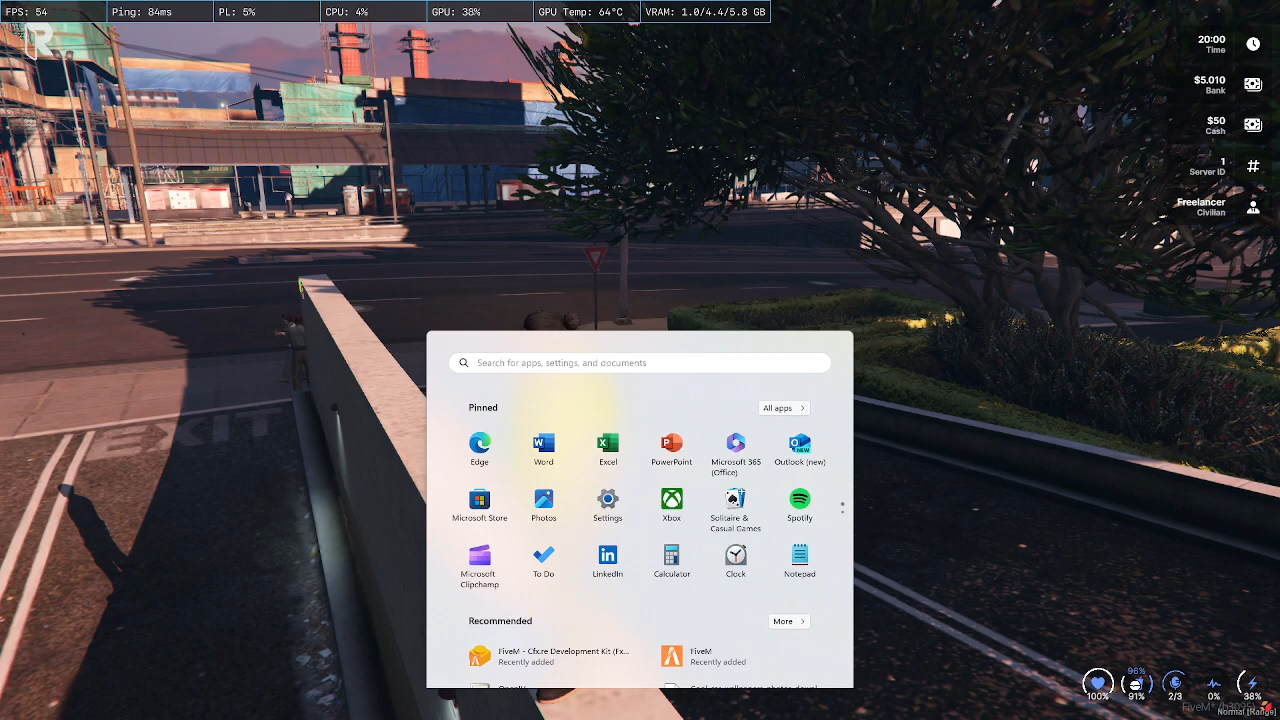 FPS: 54
Ping: 84ms
PL: 5%
CPU: 4%
GPU: 38%
GPU Temp: 64°C
VRAM: 1.0/4.4/5.8 GB
R
20:00
Time
$5.010
Bank
$50
Cash
1
Server ID
Freelancer
Civilian
EXIT
Search for apps, settings, and documents
Pinned
All apps
Edge
Word
Excel
PowerPoint
Microsoft 365
(Office)
Outlook (new)
Microsoft Store
Photos
Settings
Xbox
Solitaire &
Casual Games
Spotify
Microsoft
Clipchamp
To Do
LinkedIn
Calculator
Clock
Notepad
Recommended
More
FiveM - Cfx.re Development Kit (Fx...
Recently added
FiveM
Recently added
96%
100%
91%
2/3
0%
38%
Normal [Range]